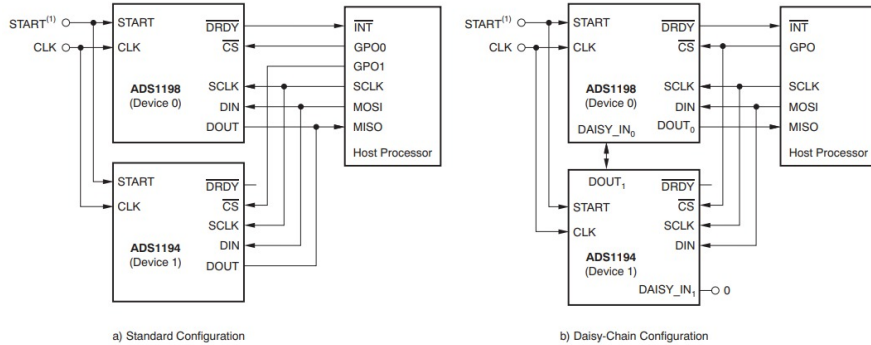 START(1)
CLK
START
CLK
DRDY
CS
ADS1198
(Device 0)
SCLK
DIN
DOUT
INT
GPO0
GPO1
SCLK
MOSI
MISO
Host Processor
START
CLK
DRDY
CS
SCLK
DIN
DOUT
ADS1194
(Device 1)
a) Standard Configuration
START(1)
CLK
START
CLK
DRDY
CS
ADS1198
(Device 0)
SCLK
DIN
DOUT0
DAISY_IN0
INT
GPO
SCLK
MOSI
MISO
Host Processor
DOUT1
START
CLK
DRDY
CS
SCLK
DIN
ADS1194
(Device 1)
DAISY_IN1
0
b) Daisy-Chain Configuration